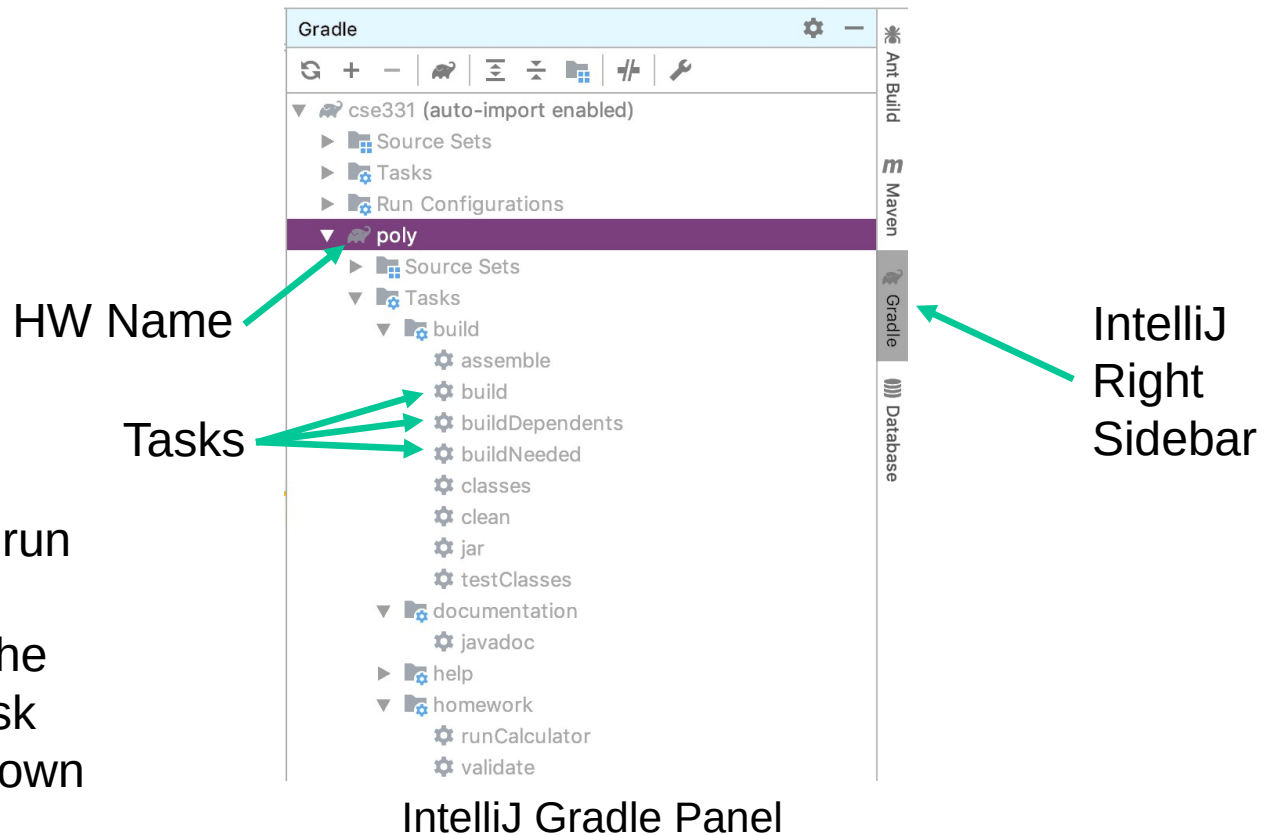 Gradle
cse331 (auto-import enabled)
Source Sets
Tasks
Run Configurations
poly
Source Sets
Tasks
build
assemble
build
buildDependents
buildNeeded
classes
clean
jar
testClasses
documentation
javadoc
help
homework
runCalculator
validate
Ant Build
m Maven
Gradle
Database
HW Name
Tasks
run
he
sk
own
IntelliJ
Right
Sidebar
IntelliJ Gradle Panel